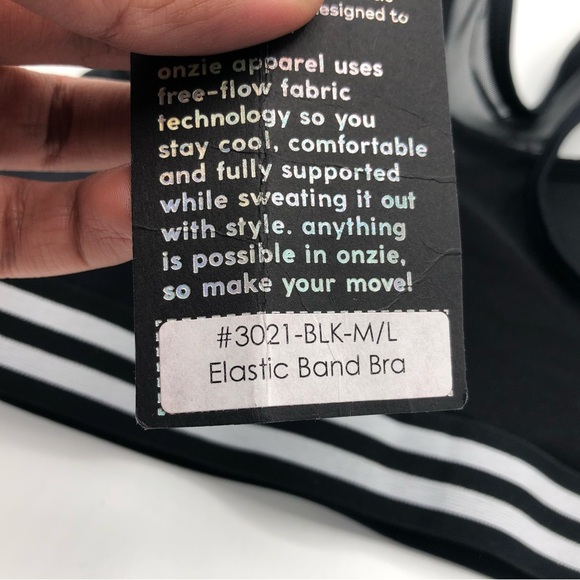 designed to
onzie apparel uses
free-flow fabric
technology so you
stay cool, comfortable
and fully supported
while sweating it out
with style. anything
is possible in onzie,
so make your move!
#3021-BLK-M/L
Elastic Band Bra